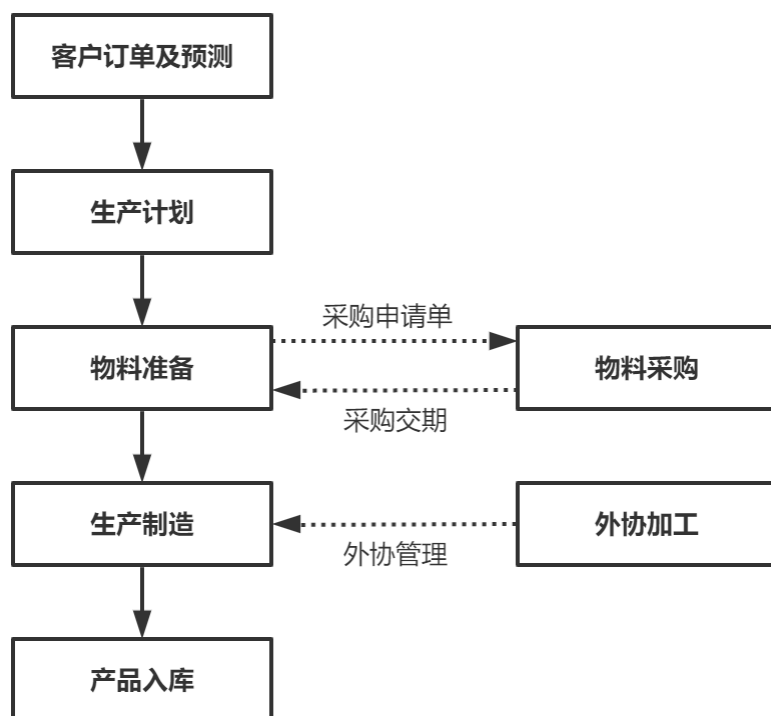 客户订单及预测
生产计划
采购申请单
物料准备
物料采购
采购交期
生产制造
外协加工
外协管理
产品入库